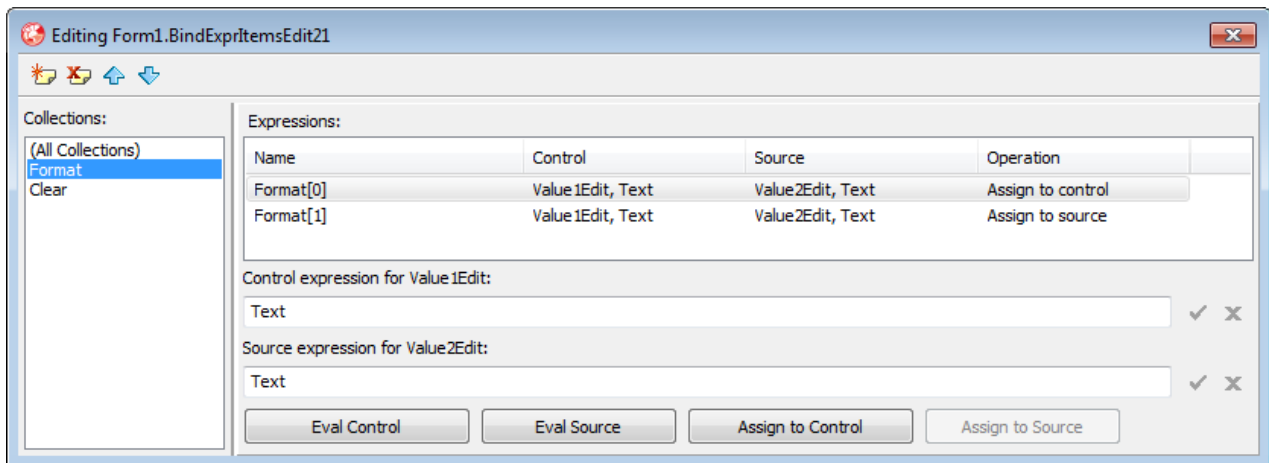 Editing Form1.BindExprItemsEdit21
Collections:
(All Collections)
Format
Clear
Expressions:
Name Control Source Operation
Format[0] Value1Edit, Text Value2Edit, Text Assign to control
Format[1] Value1Edit, Text Value2Edit, Text Assign to source
Control expression for Value1Edit:
Text
Source expression for Value2Edit:
Text
Eval Control Eval Source Assign to Control Assign to Source